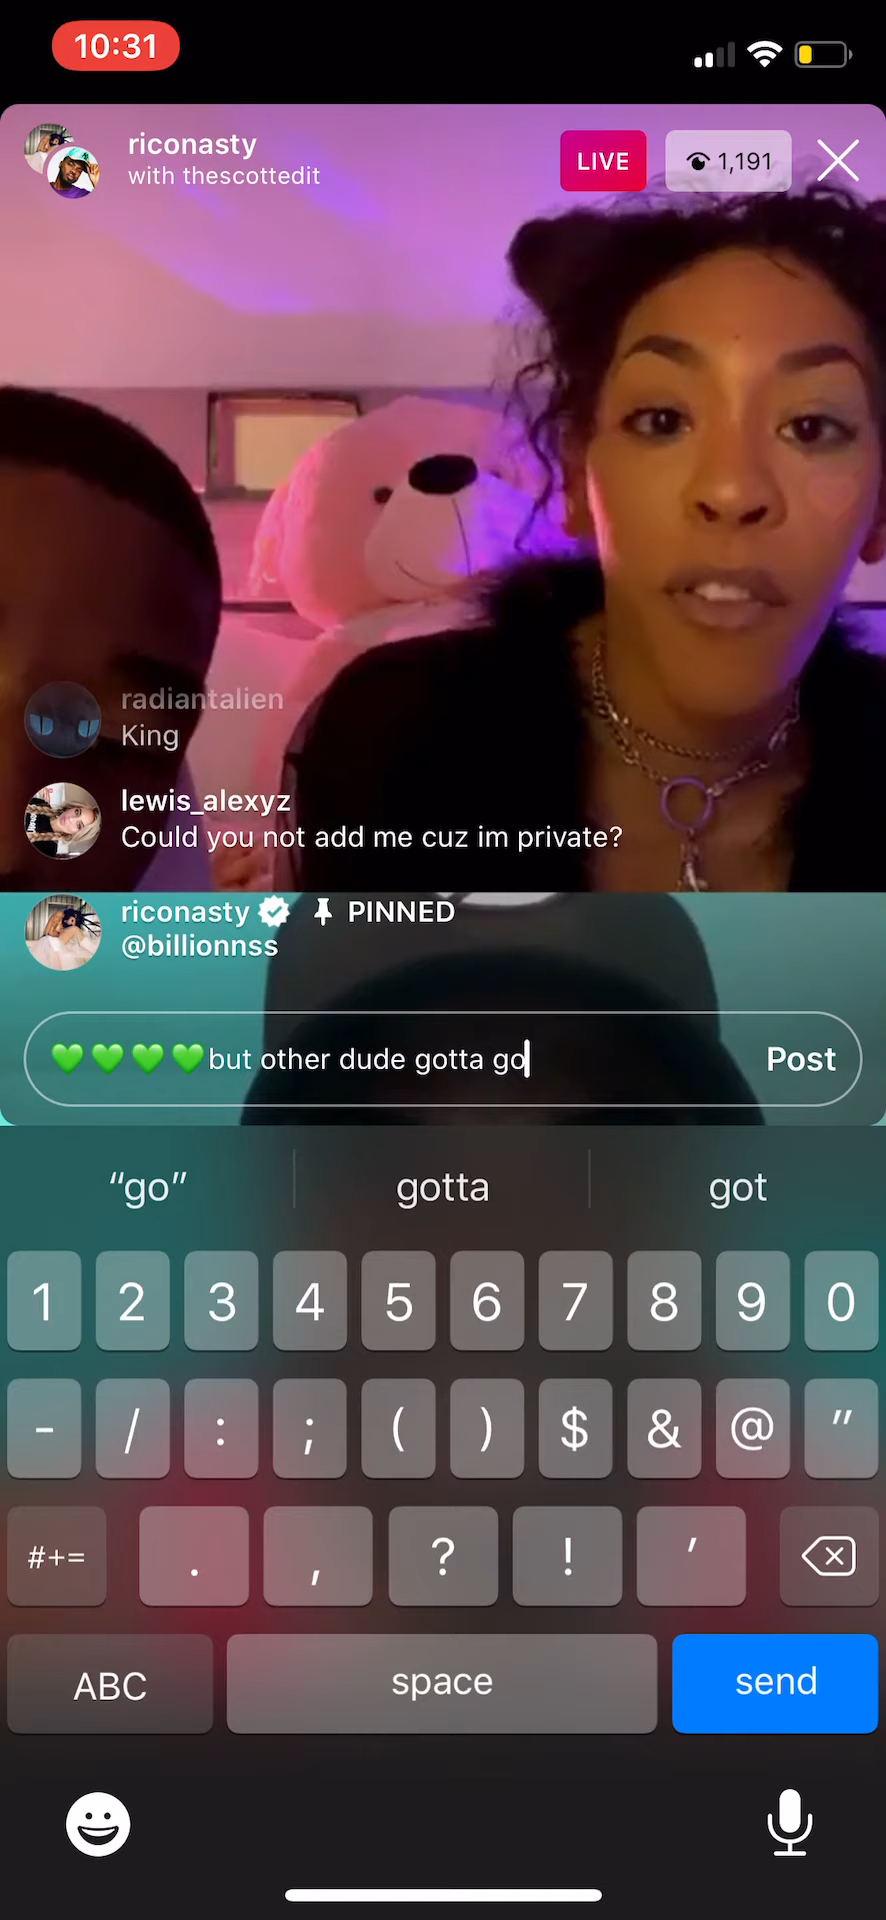 10:31
riconasty
with thescottedit
LIVE
1,191
radiantalien
King
lewis_alexyz
Could you not add me cuz im private?
riconasty PINNED
@billionnss
💚💚💚💚but other dude gotta go
Post
“go” gotta got
1 2 3 4 5 6 7 8 9 0
- / : ; ( ) $ & @ "
#+= . , ? ! ’
ABC space send